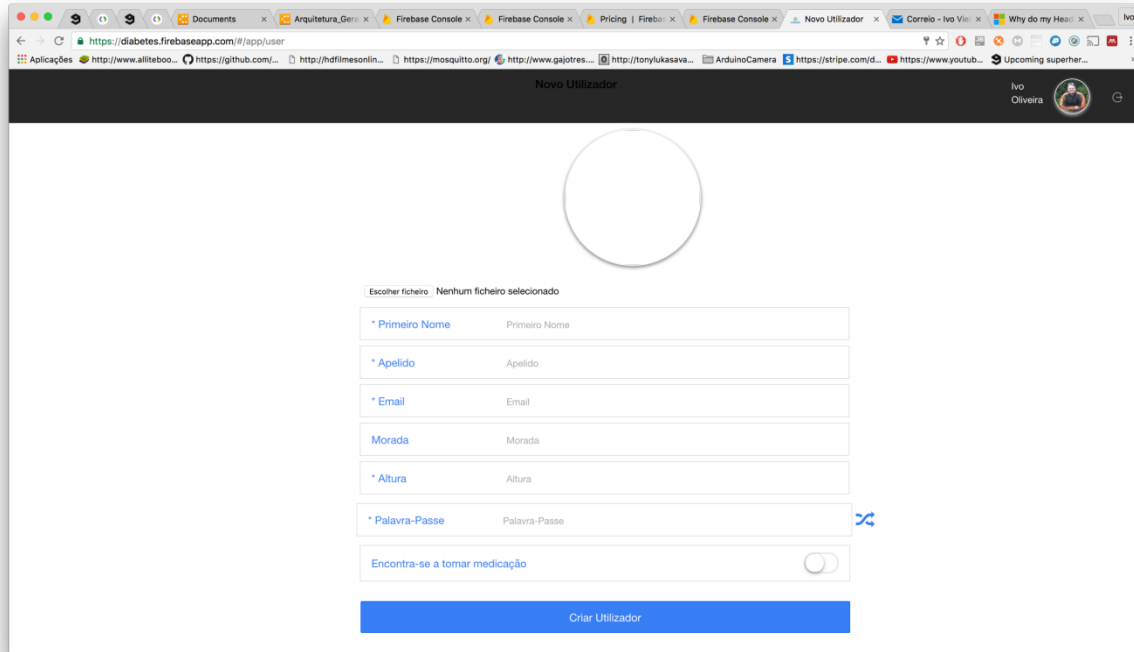 Documents
Arquitetura_Gera
Firebase Console
Firebase Console
Pricing | Firebas
Firebase Console
Novo Utilizador
Correio - Ivo Vie
Why do my Head
Ivo
https://diabetes.firebaseapp.com/#/app/user
Aplicações http://www.alliteboo... https://github.com/... http://hdfilmesonlin... https://mosquitto.org/ http://www.gajotres.... http://tonylukasava... ArduinoCamera https://stripe.com/d... https://www.youtub... Upcoming superher...
Novo Utilizador
Ivo
Oliveira
Escolher ficheiro Nenhum ficheiro selecionado
* Primeiro Nome Primeiro Nome
* Apelido Apelido
* Email Email
Morada Morada
* Altura Altura
* Palavra-Passe Palavra-Passe
Encontra-se a tomar medicação
Criar Utilizador